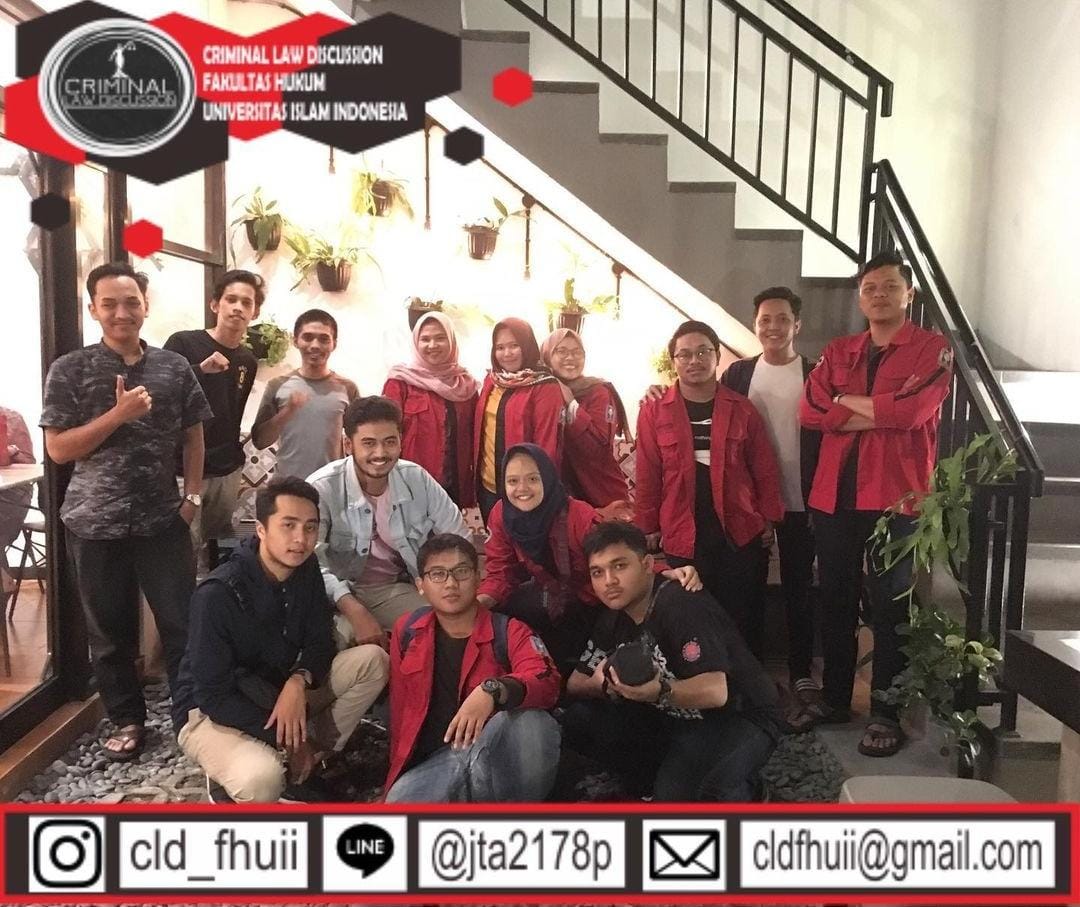 CRIMINAL
LAW DISCUSSION
CRIMINAL LAW DISCUSSION
FAKULTAS HUKUM
UNIVERSITAS ISLAM INDONESIA
cld_fhuii
LINE
@jta2178p
cldfhuii@gmail.com